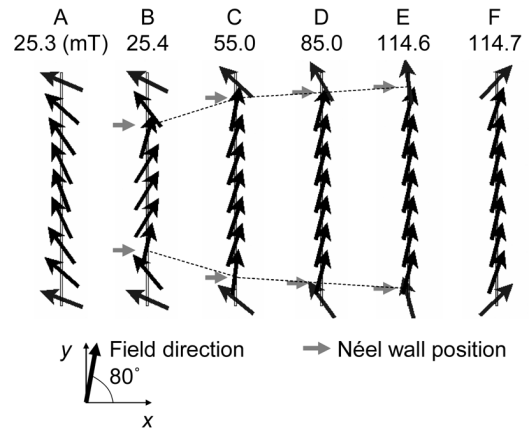 A B C D E F
25.3 (mT) 25.4 55.0 85.0 114.6 114.7
y Field direction Néel wall position
80°
x